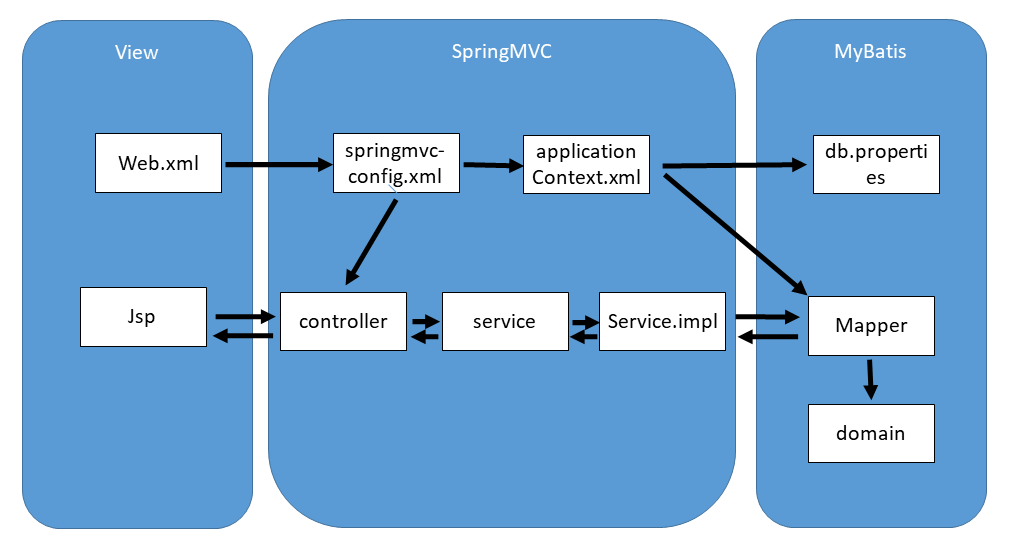 View
SpringMVC
MyBatis
Web.xml
springmvc-
config.xml
application
Context.xml
db.properti
es
Jsp
controller
service
Service.impl
Mapper
domain